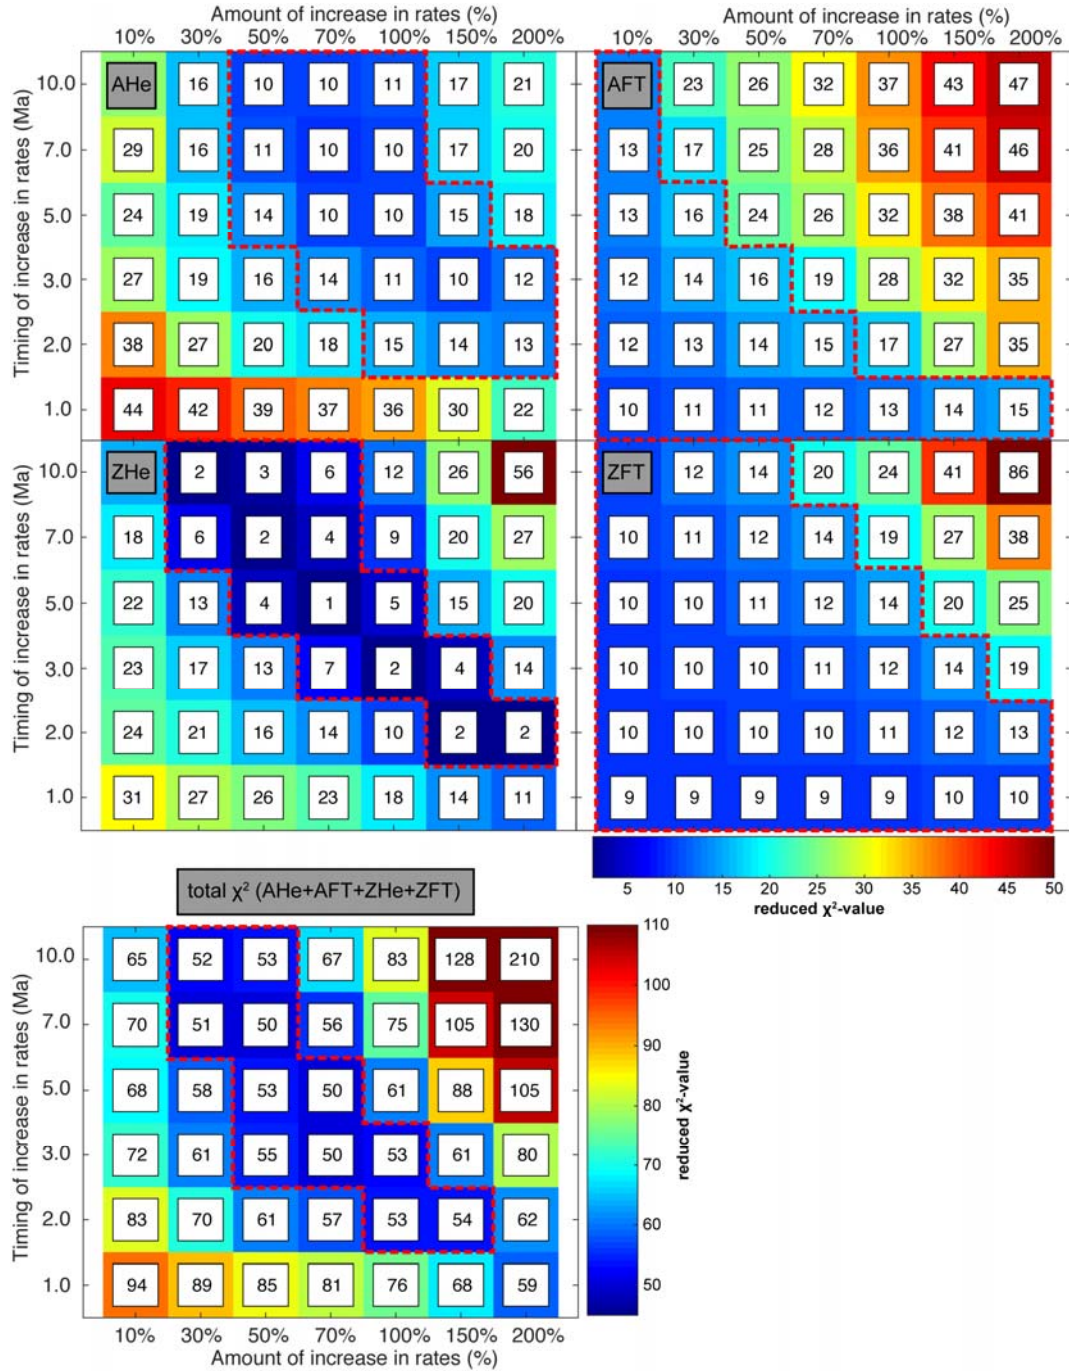 Amount of increase in rates (%)
10% 30% 50% 70% 100% 150% 200%
Timing of increase in rates (Ma)
10.0 AHe 16 10 10 11 17 21
7.0 29 16 11 10 10 17 20
5.0 24 19 14 10 10 15 18
3.0 27 19 16 14 11 10 12
2.0 38 27 20 18 15 14 13
1.0 44 42 39 37 36 30 22
Amount of increase in rates (%)
10% 30% 50% 70% 100% 150% 200%
AFT 23 26 32 37 43 47
13 17 25 28 36 41 46
13 16 24 26 32 38 41
12 14 16 19 28 32 35
12 13 14 15 17 27 35
10 11 11 12 13 14 15
Timing of increase in rates (Ma)
10.0 ZHe 2 3 6 12 26 56
7.0 18 6 2 4 9 20 27
5.0 22 13 4 1 5 15 20
3.0 23 17 13 7 2 4 14
2.0 24 21 16 14 10 2 2
1.0 31 27 26 23 18 14 11
ZFT 12 14 20 24 41 86
10 11 12 14 19 27 38
10 10 11 12 14 20 25
10 10 10 11 12 14 19
10 10 10 10 11 12 13
9 9 9 9 9 10 10
5 10 15 20 25 30 35 40 45 50
reduced χ²-value
total χ² (AHe+AFT+ZHe+ZFT)
Timing of increase in rates (Ma)
10.0 65 52 53 67 83 128 210
7.0 70 51 50 56 75 105 130
5.0 68 58 53 50 61 88 105
3.0 72 61 55 50 53 61 80
2.0 83 70 61 57 53 54 62
1.0 94 89 85 81 76 68 59
10% 30% 50% 70% 100% 150% 200%
Amount of increase in rates (%)
110
100
90
80
70
60
50
reduced χ²-value